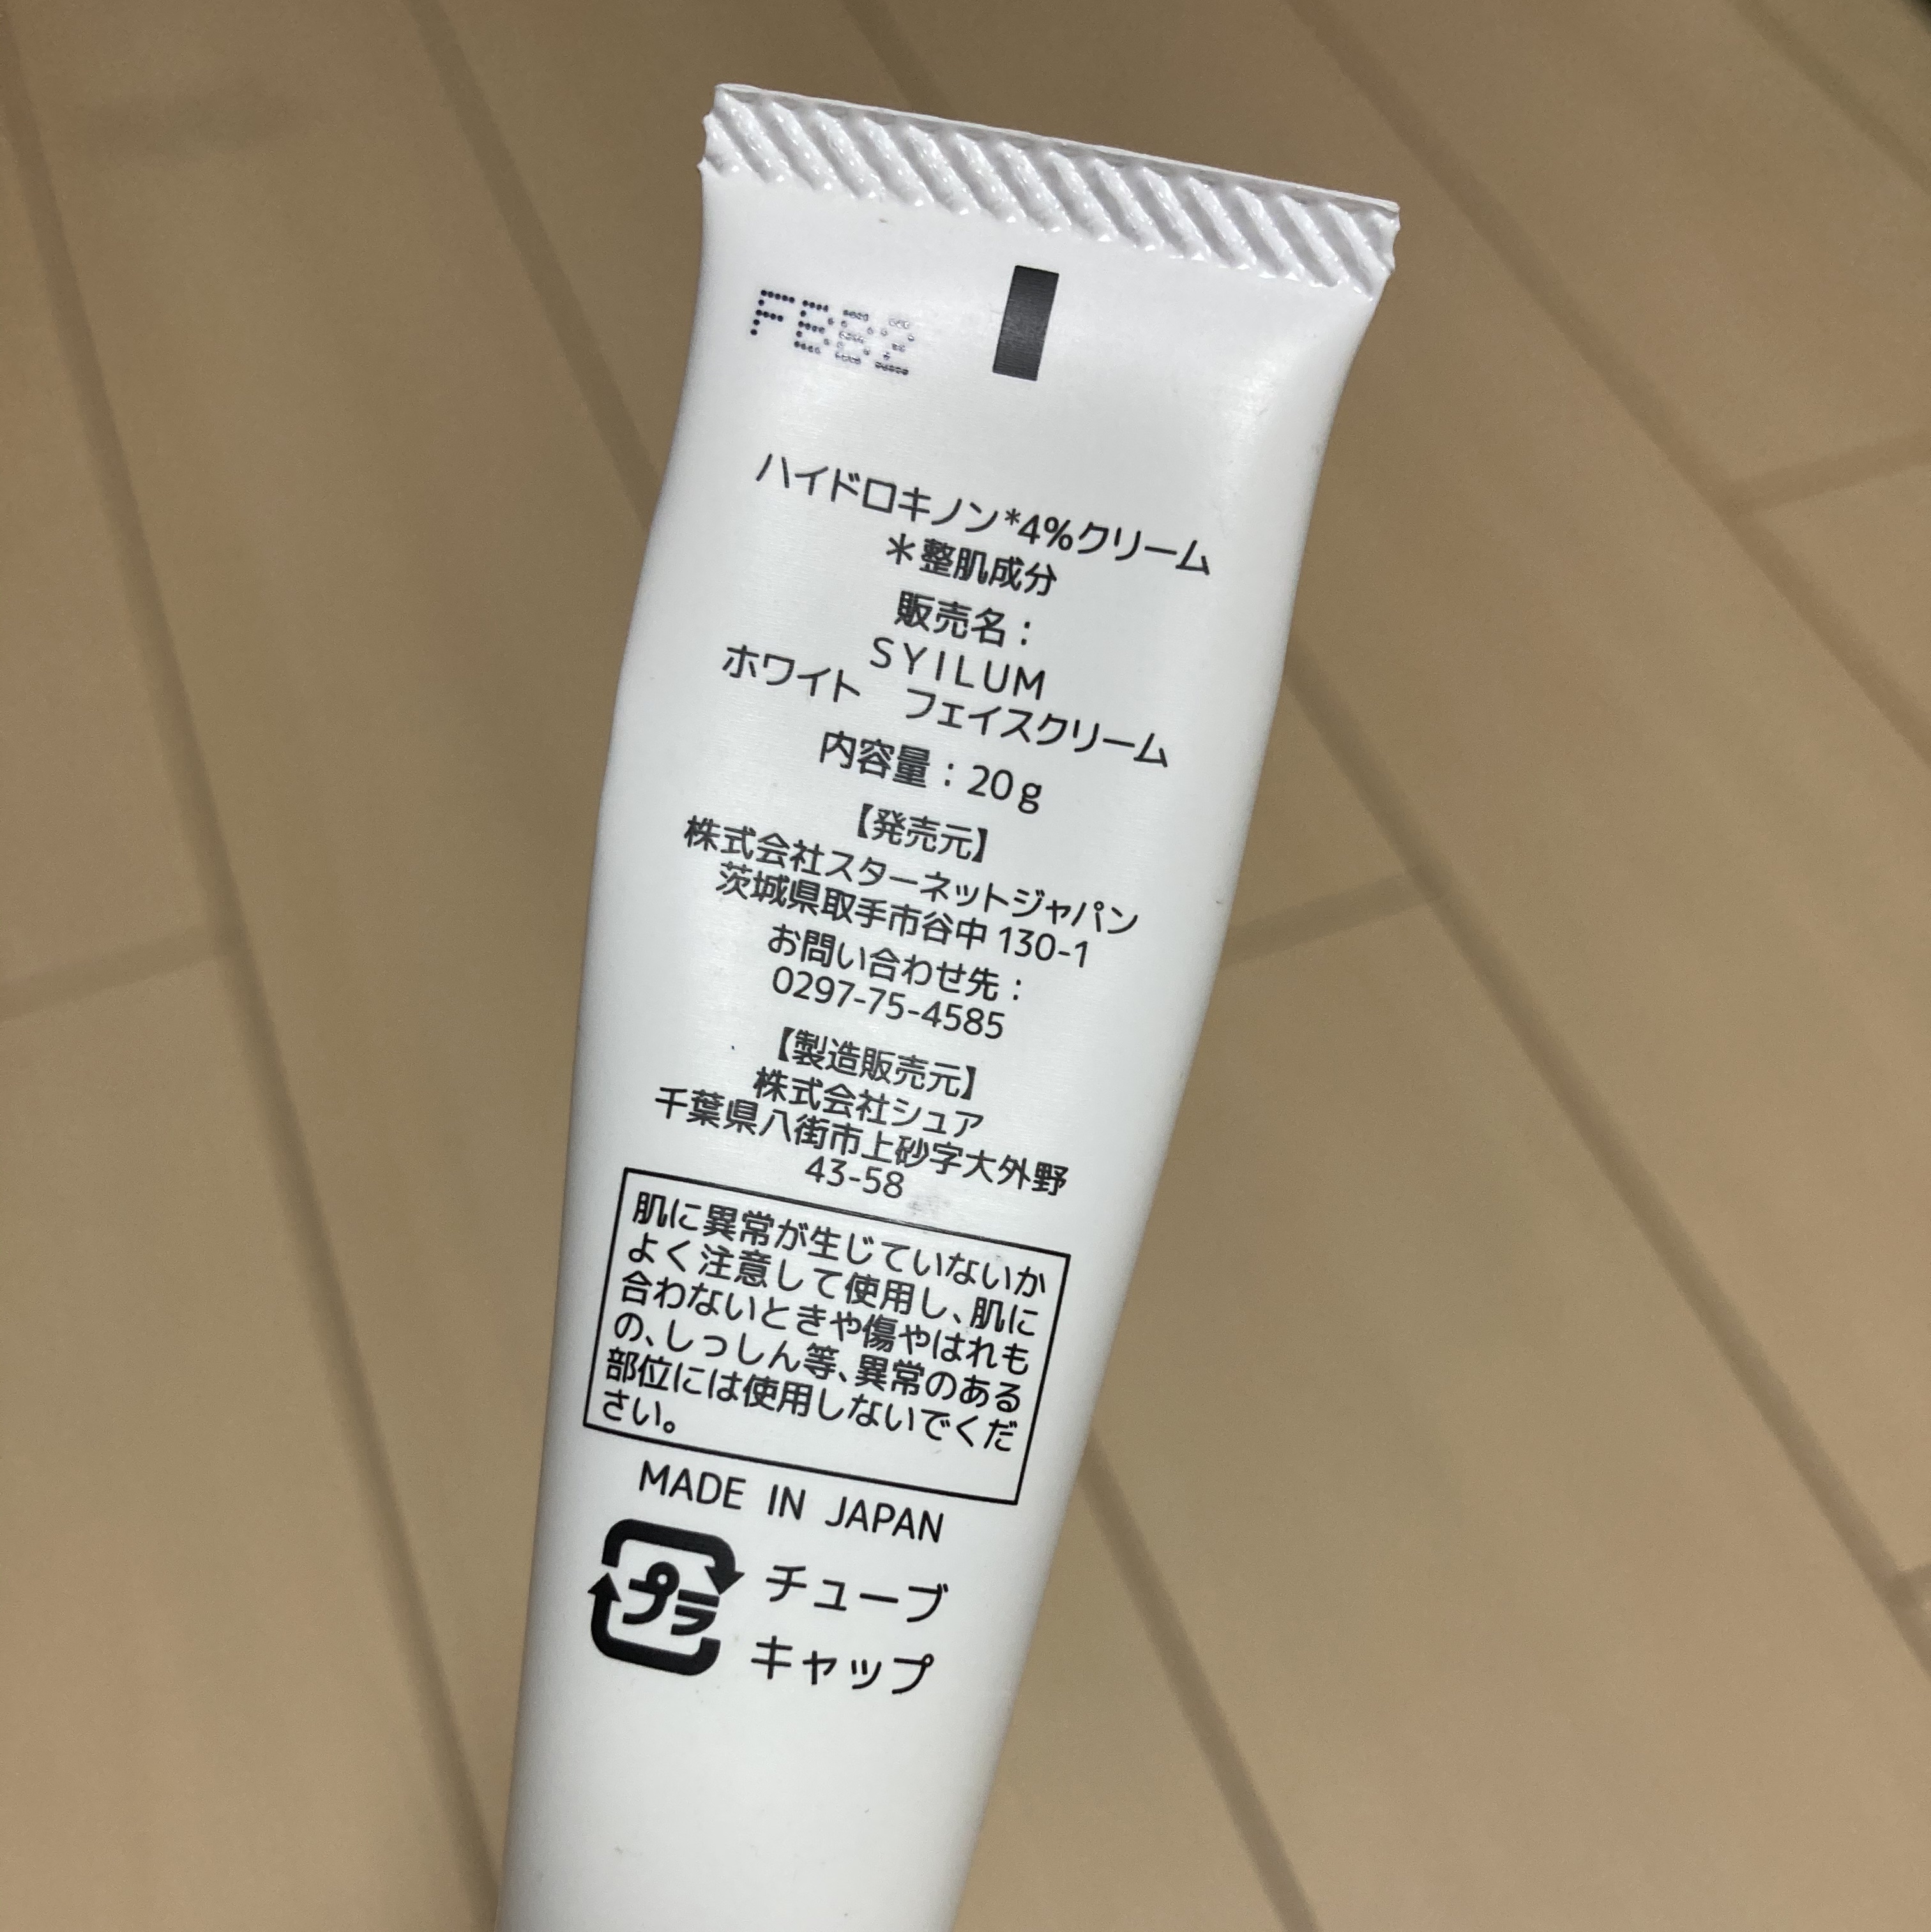 FBB2
ハイドロキノン*4%クリーム
＊整肌成分
販売名：
SYILUM
ホワイト　フェイスクリーム
内容量：20g
【発売元】
株式会社スターネットジャパン
茨城県取手市谷中 130-1
お問い合わせ先：
0297-75-4585
【製造販売元】
株式会社シュア
千葉県八街市上砂字大外野
43-58
肌に異常が生じていないか
よく注意して使用し、肌に
合わないときや傷やはれも
の、しっしん等、異常のある
部位には使用しないでくだ
さい。
MADE IN JAPAN
プラ
チューブ
キャップ